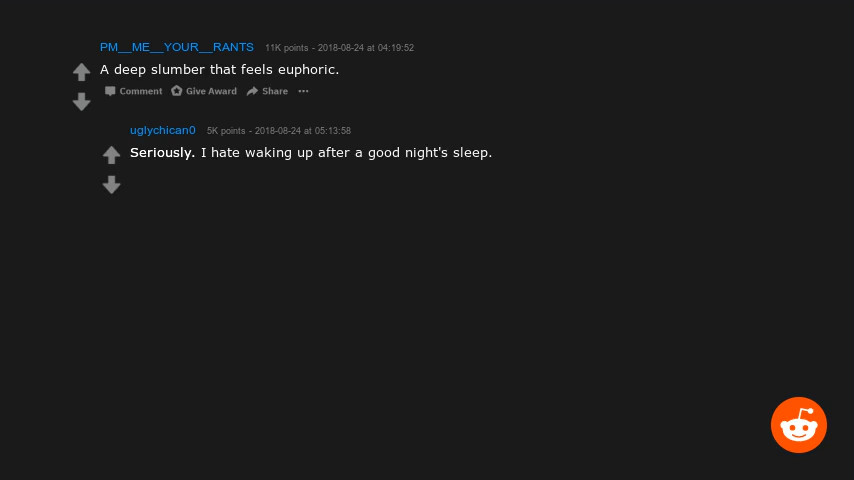 PM__ME__YOUR__RANTS 11K points - 2018-08-24 at 04:19:52
A deep slumber that feels euphoric.
Comment Give Award Share ···
uglychican0 5K points - 2018-08-24 at 05:13:58
Seriously. I hate waking up after a good night's sleep.